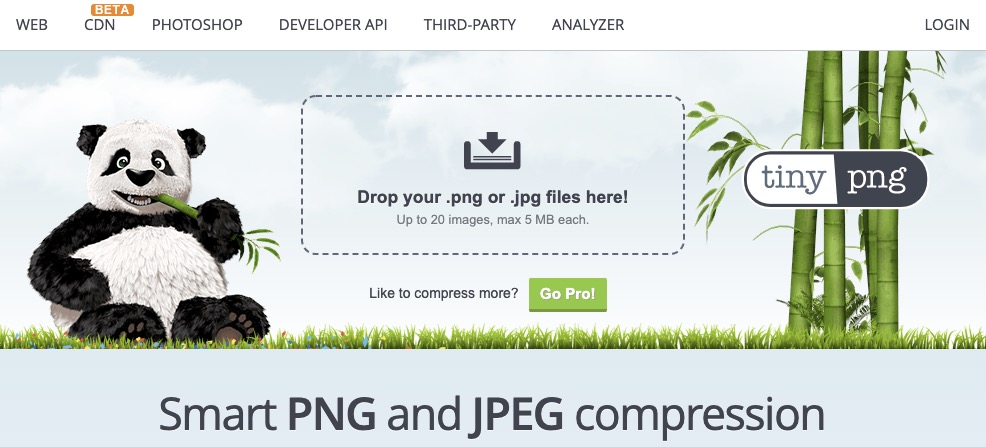 BETA
WEB CDN PHOTOSHOP DEVELOPER API THIRD-PARTY ANALYZER LOGIN
Drop your .png or .jpg files here!
Up to 20 images, max 5 MB each.
tiny png
Like to compress more? Go Pro!
Smart PNG and JPEG compression